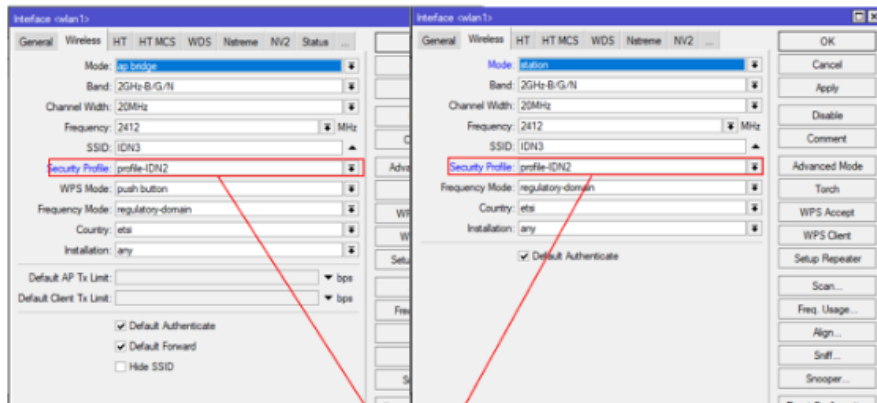 Interface <wlan1>
General Wireless HT HT MCS WDS Nstreme NV2 Status ...
Mode: ap bridge
Band: 2GHz-B/G/N
Channel Width: 20MHz
Frequency: 2412 MHz
SSID: IDN3
Security Profile: profile-IDN2
WPS Mode: push button
Frequency Mode: regulatory-domain
Country: etsi
Installation: any
Default AP Tx Limit: bps
Default Client Tx Limit: bps
Default Authenticate
Default Forward
Hide SSID
Interface <wlan1>
General Wireless HT HT MCS WDS Nstreme NV2 ...
Mode: station
Band: 2GHz-B/G/N
Channel Width: 20MHz
Frequency: 2412 MHz
SSID: IDN3
Security Profile: profile-IDN2
Frequency Mode: regulatory-domain
Country: etsi
Installation: any
Default Authenticate
OK
Cancel
Apply
Disable
Comment
Advanced Mode
Torch
WPS Accept
WPS Client
Setup Repeater
Scan...
Freq. Usage...
Align...
Sniff...
Snooper...